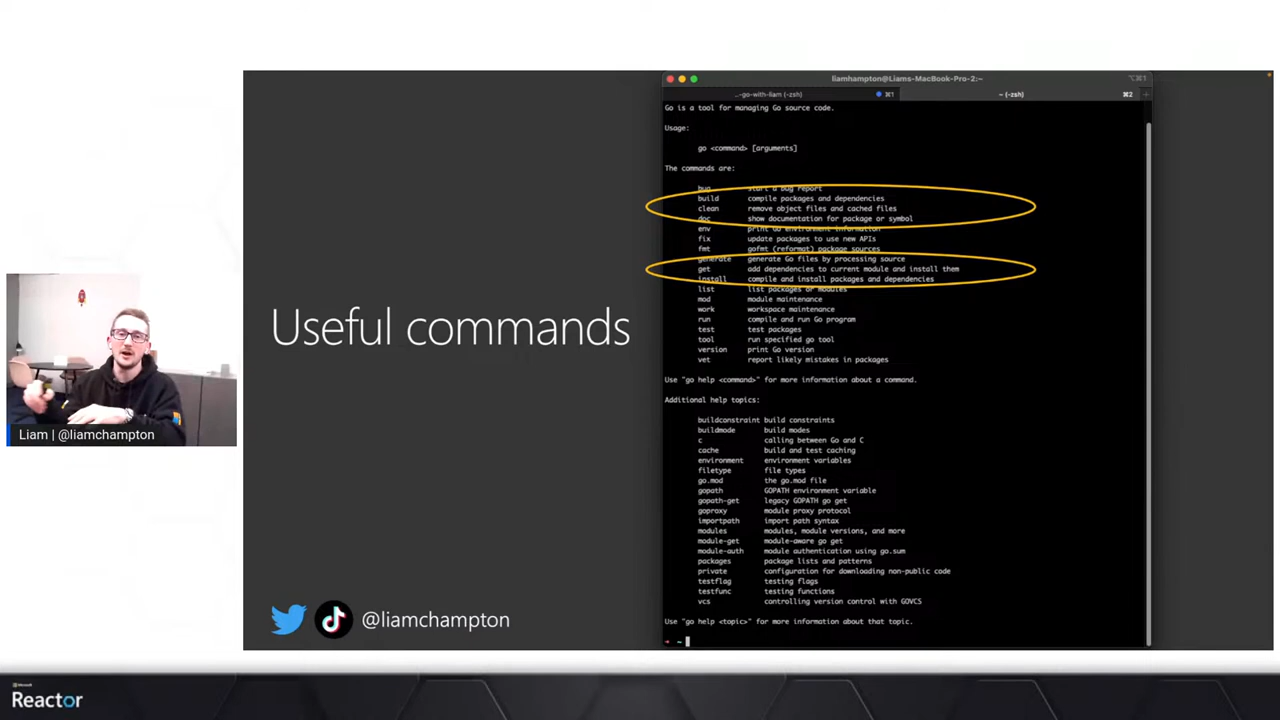 liamhampton@Liams-MacBook-Pro-2:~
⌥⌘1
..-go-with-liam (-zsh) ⌘1
~ (-zsh) ⌘2 +
Go is a tool for managing Go source code.
Usage:
go <command> [arguments]
The commands are:
bug start a bug report
build compile packages and dependencies
clean remove object files and cached files
doc show documentation for package or symbol
env print Go environment information
fix update packages to use new APIs
fmt gofmt (reformat) package sources
generate generate Go files by processing source
get add dependencies to current module and install them
install compile and install packages and dependencies
list list packages or modules
mod module maintenance
work workspace maintenance
run compile and run Go program
test test packages
tool run specified go tool
version print Go version
vet report likely mistakes in packages
Use "go help <command>" for more information about a command.
Additional help topics:
buildconstraint build constraints
buildmode build modes
c calling between Go and C
cache build and test caching
environment environment variables
filetype file types
go.mod the go.mod file
gopath GOPATH environment variable
gopath-get legacy GOPATH go get
goproxy module proxy protocol
importpath import path syntax
modules modules, module versions, and more
module-get module-aware go get
module-auth module authentication using go.sum
packages package lists and patterns
private configuration for downloading non-public code
testflag testing flags
testfunc testing functions
vcs controlling version control with GOVCS
Use "go help <topic>" for more information about that topic.
~
Useful commands
Liam | @liamchampton
@liamchampton
Microsoft
Reactor